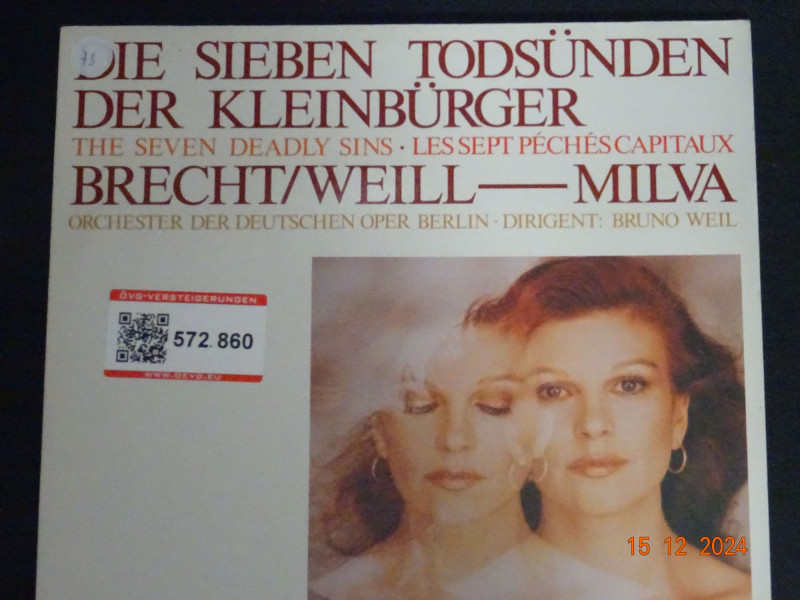 DIE SIEBEN TODSÜNDEN
DER KLEINBÜRGER
THE SEVEN DEADLY SINS · LES SEPT PÉCHÉS CAPITAUX
BRECHT/WEILL—MILVA
ORCHESTER DER DEUTSCHEN OPER BERLIN · DIRIGENT: BRUNO WEIL
ÖVG-VERSTEIGERUNGEN
572.860
WWW.OEVG.EU
15 12 2024